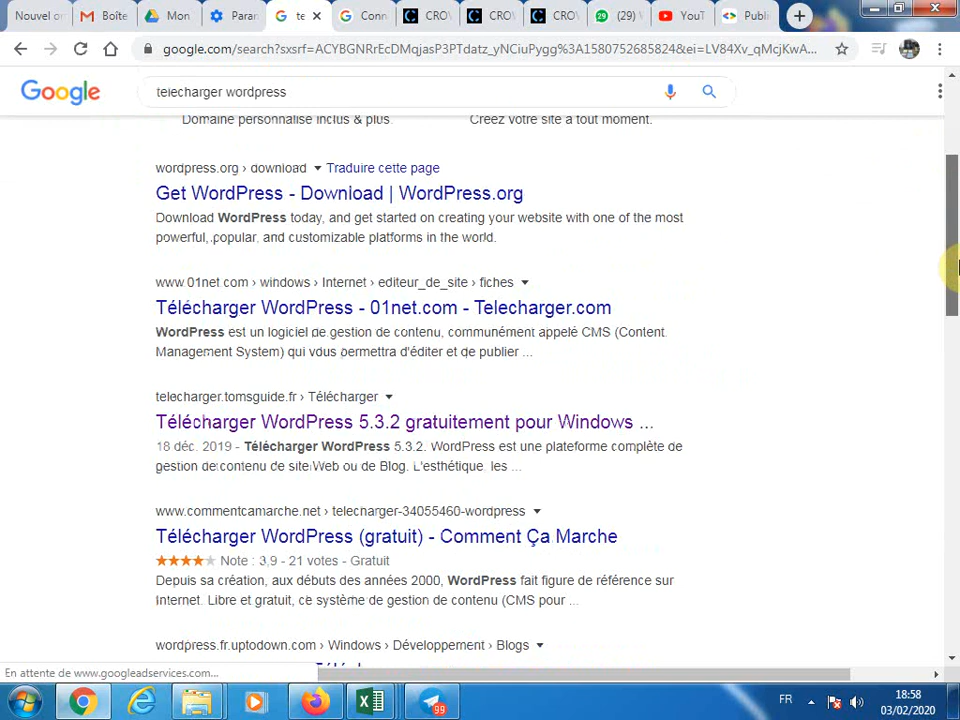 Nouvel o
Boîte
Mon
Param
te
Conn
CROV
CROV
CROV
(29)
YouT
Publi
google.com/search?sxsrf=ACYBGNRrEcDMqjasP3PTdatz_yNCiuPygg%3A1580752685824&ei=LV84Xv_qMcjKwA...
Google
telecharger wordpress
Domaine personnalisé inclus & plus.
Créez votre site à tout moment.
wordpress.org › download
Traduire cette page
Get WordPress - Download | WordPress.org
Download WordPress today, and get started on creating your website with one of the most
powerful, popular, and customizable platforms in the world.
www.01net.com › windows › Internet › editeur_de_site › fiches
Télécharger WordPress - 01net.com - Telecharger.com
WordPress est un logiciel de gestion de contenu, communément appelé CMS (Content
Management System) qui vous permettra d'éditer et de publier ...
telecharger.tomsguide.fr › Télécharger
Télécharger WordPress 5.3.2 gratuitement pour Windows ...
18 déc. 2019 - Télécharger WordPress 5.3.2. WordPress est une plateforme complète de
gestion de contenu de site Web ou de Blog. L'esthétique, les ...
www.commentcamarche.net › telecharger-34055460-wordpress
Télécharger WordPress (gratuit) - Comment Ça Marche
Note : 3,9 - 21 votes - Gratuit
Depuis sa création, aux débuts des années 2000, WordPress fait figure de référence sur
Internet. Libre et gratuit, ce système de gestion de contenu (CMS pour ...
wordpress.fr.uptodown.com › Windows › Développement › Blogs
En attente de www.googleadservices.com...
99
FR
18:58
03/02/2020